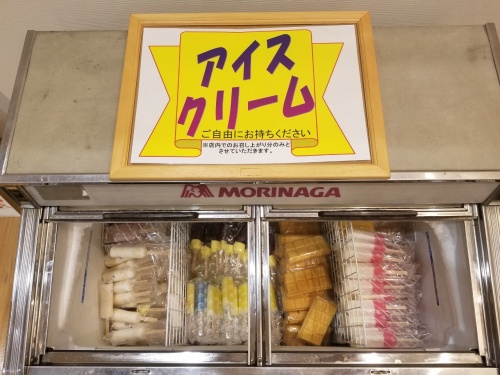 アイス
クリーム
ご自由にお持ちください
※店内でのお召し上がり分のみと
させていただきます。
MORINAGA